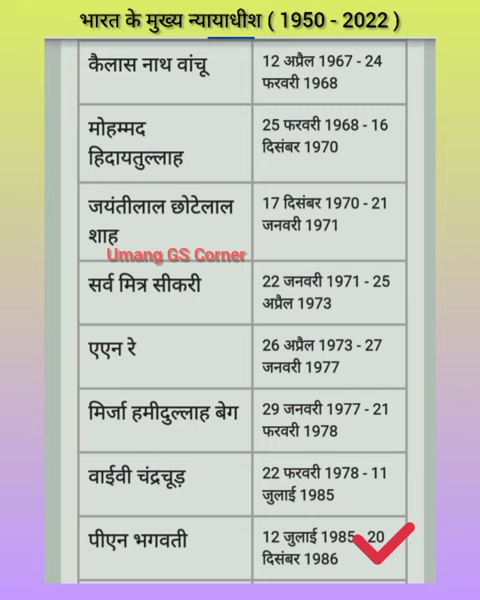 भारत के मुख्य न्यायाधीश ( 1950 - 2022 )
कैलास नाथ वांचू
12 अप्रैल 1967 - 24
फरवरी 1968
मोहम्मद
हिदायतुल्लाह
25 फरवरी 1968 - 16
दिसंबर 1970
जयंतीलाल छोटेलाल
शाह
17 दिसंबर 1970 - 21
जनवरी 1971
Umang GS Corner
सर्व मित्र सीकरी
22 जनवरी 1971 - 25
अप्रैल 1973
एएन रे
26 अप्रैल 1973 - 27
जनवरी 1977
मिर्जा हमीदुल्लाह बेग
29 जनवरी 1977 - 21
फरवरी 1978
वाईवी चंद्रचूड़
22 फरवरी 1978 - 11
जुलाई 1985
पीएन भगवती
12 जुलाई 1985 - 20
दिसंबर 1986